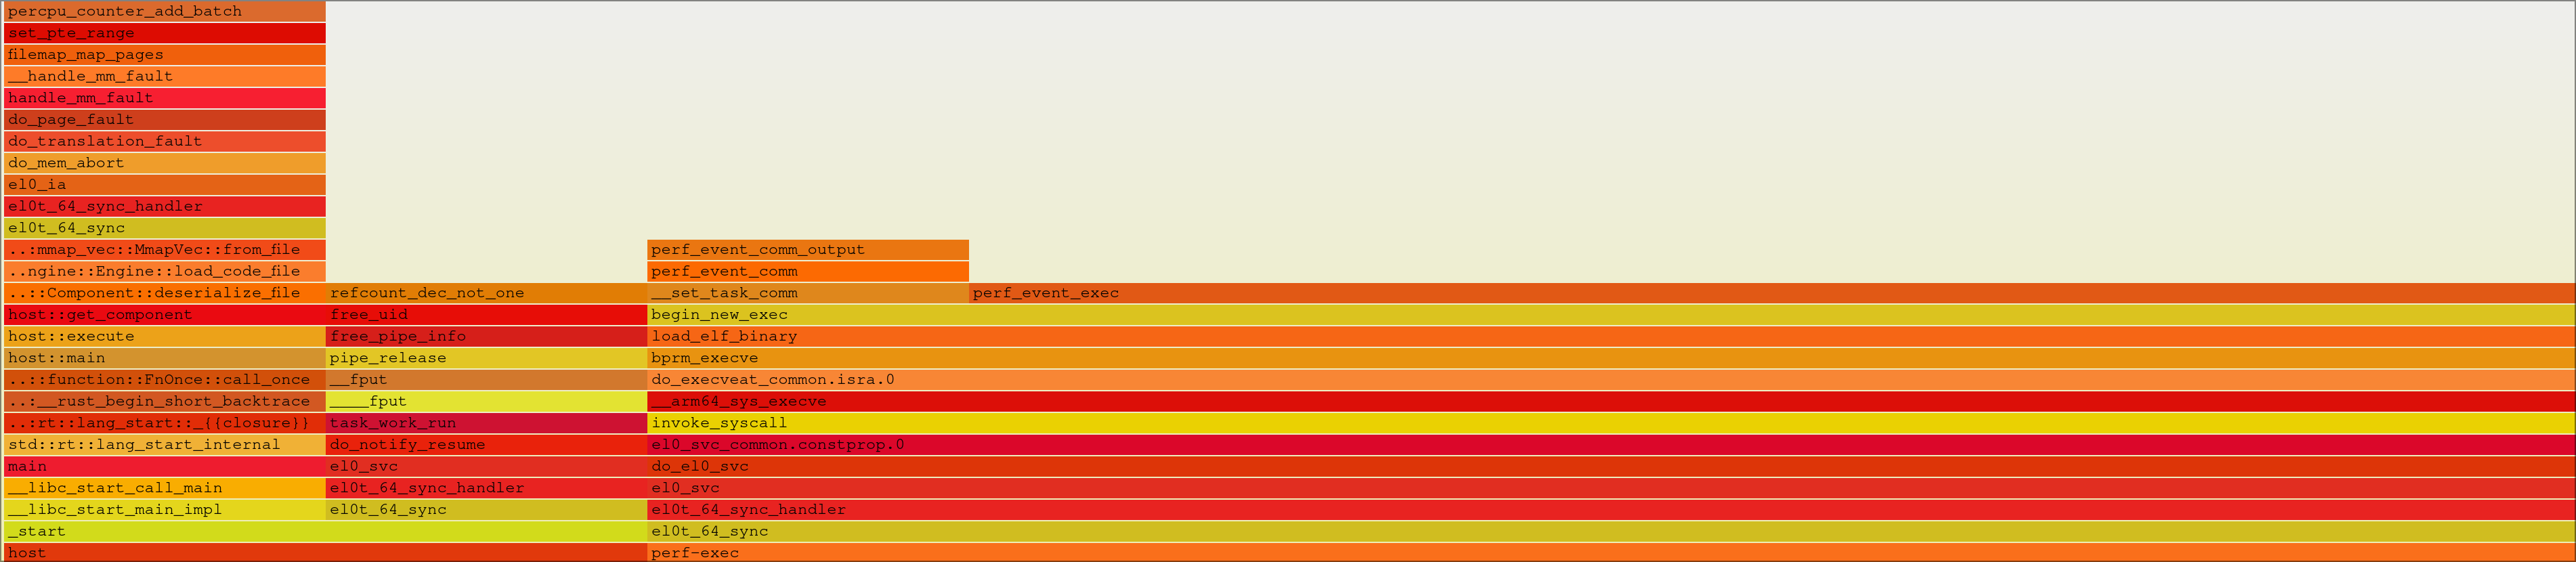 percpu_counter_add_batch
set_pte_range
filemap_map_pages
__handle_mm_fault
handle_mm_fault
do_page_fault
do_translation_fault
do_mem_abort
el0_ia
el0t_64_sync_handler
el0t_64_sync
..:mmap_vec::MmapVec::from_file perf_event_comm_output
..ngine::Engine::load_code_file perf_event_comm
..::Component::deserialize_file refcount_dec_not_one __set_task_comm perf_event_exec
host::get_component free_uid begin_new_exec
host::execute free_pipe_info load_elf_binary
host::main pipe_release bprm_execve
..::function::FnOnce::call_once __fput do_execveat_common.isra.0
..:__rust_begin_short_backtrace ____fput __arm64_sys_execve
..:rt::lang_start::_{{closure}} task_work_run invoke_syscall
std::rt::lang_start_internal do_notify_resume el0_svc_common.constprop.0
main el0_svc do_el0_svc
__libc_start_call_main el0t_64_sync_handler el0_svc
__libc_start_main_impl el0t_64_sync el0t_64_sync_handler
_start el0t_64_sync
host perf-exec